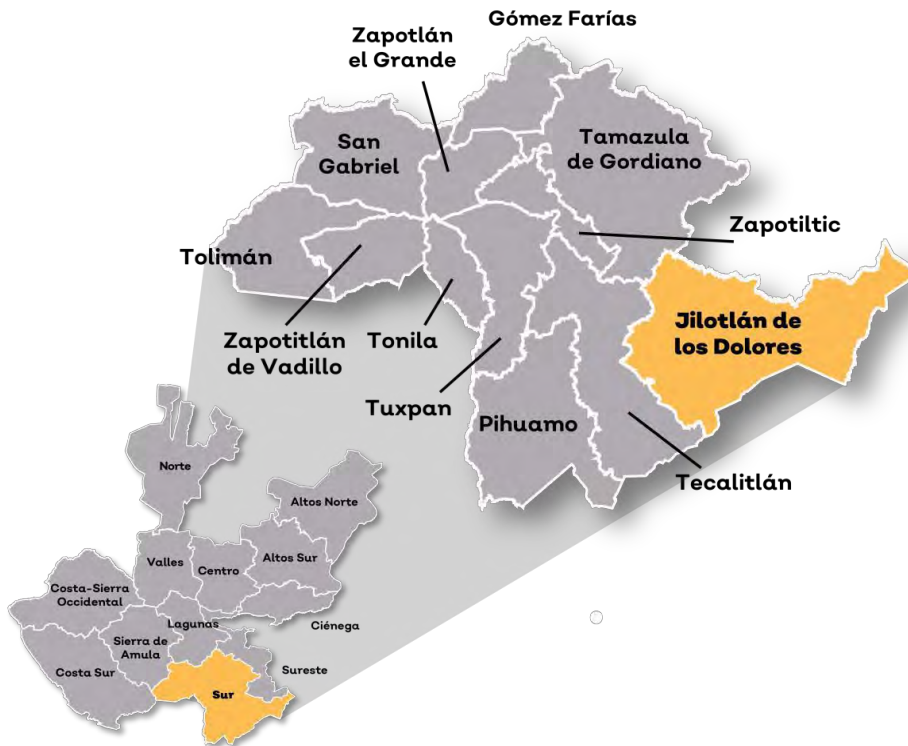 Gómez Farías
Zapotlán
el Grande
San
Gabriel
Tamazula
de Gordiano
Zapotiltic
Tolimán
Jilotlán de
los Dolores
Zapotitlán
de Vadillo
Tonila
Tuxpan
Pihuamo
Tecalitlán
Norte
Altos Norte
Valles
Centro
Altos Sur
Costa-Sierra
Occidental
Lagunas
Ciénega
Sierra de
Amula
Costa Sur
Sureste
Sur